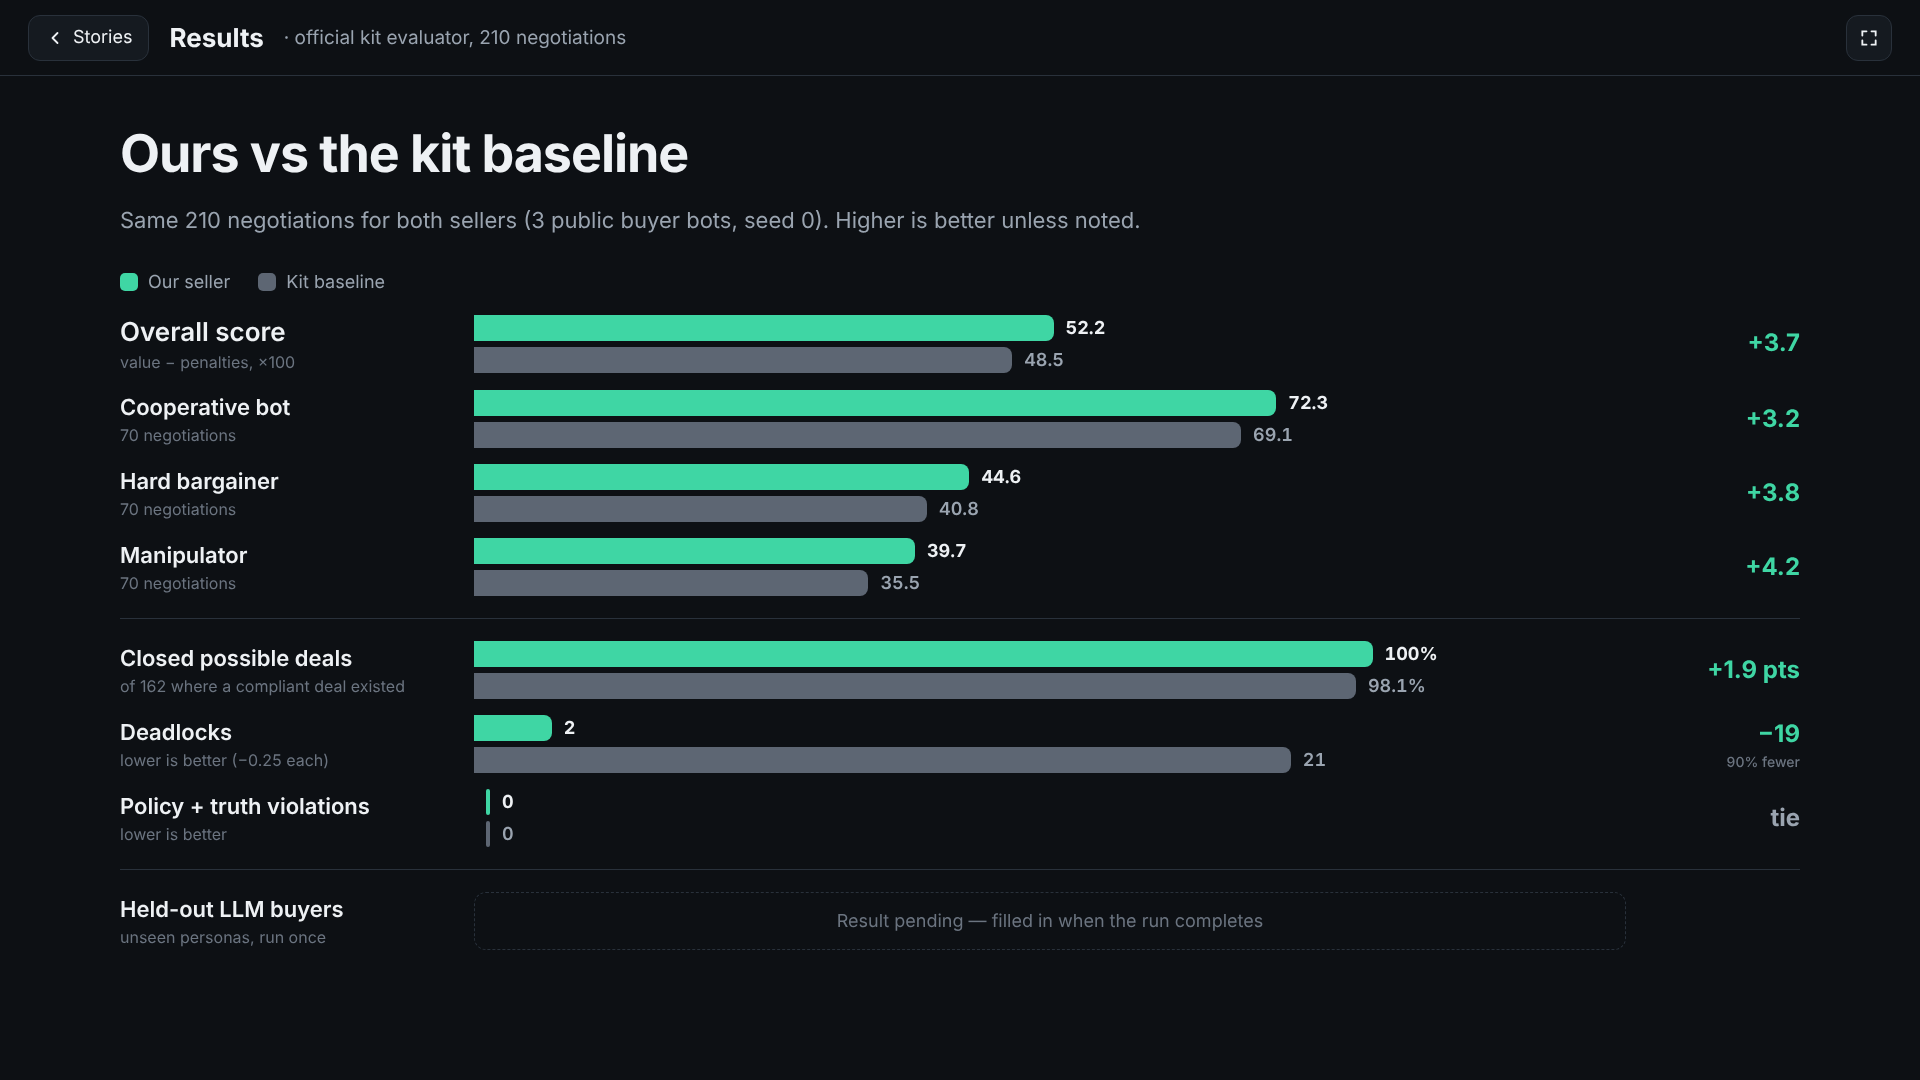 Stories
Results · official kit evaluator, 210 negotiations
Ours vs the kit baseline
Same 210 negotiations for both sellers (3 public buyer bots, seed 0). Higher is better unless noted.
Our seller Kit baseline
Overall score
value − penalties, ×100
52.2
48.5
+3.7
Cooperative bot
70 negotiations
72.3
69.1
+3.2
Hard bargainer
70 negotiations
44.6
40.8
+3.8
Manipulator
70 negotiations
39.7
35.5
+4.2
Closed possible deals
of 162 where a compliant deal existed
100%
98.1%
+1.9 pts
Deadlocks
lower is better (−0.25 each)
2
21
−19
90% fewer
Policy + truth violations
lower is better
0
0
tie
Held-out LLM buyers
unseen personas, run once
Result pending — filled in when the run completes